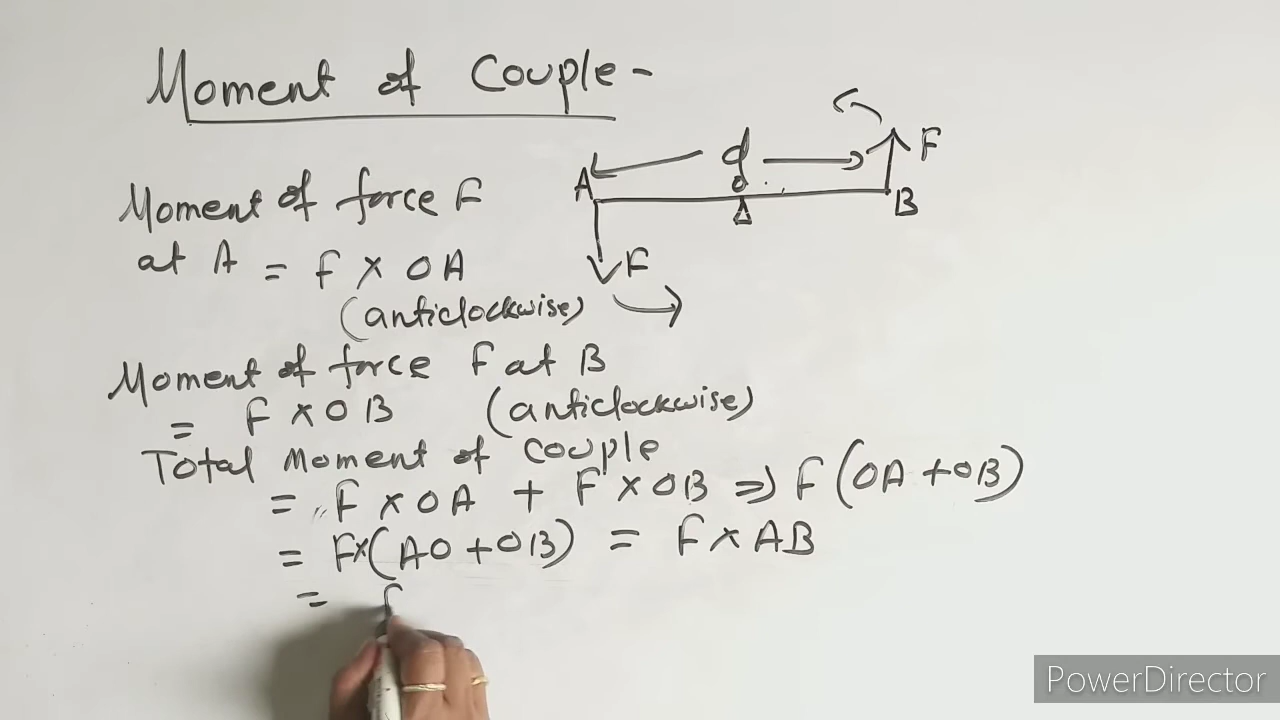 Moment of Couple -
d
F
A
o
B
F
Moment of force F
at A = F × OA
(anticlockwise)
Moment of force F at B
= F × OB (anticlockwise)
Total Moment of couple
= F × OA + F × OB ⇒ F (OA + OB)
= F×(AO + OB) = F × AB
=
PowerDirector